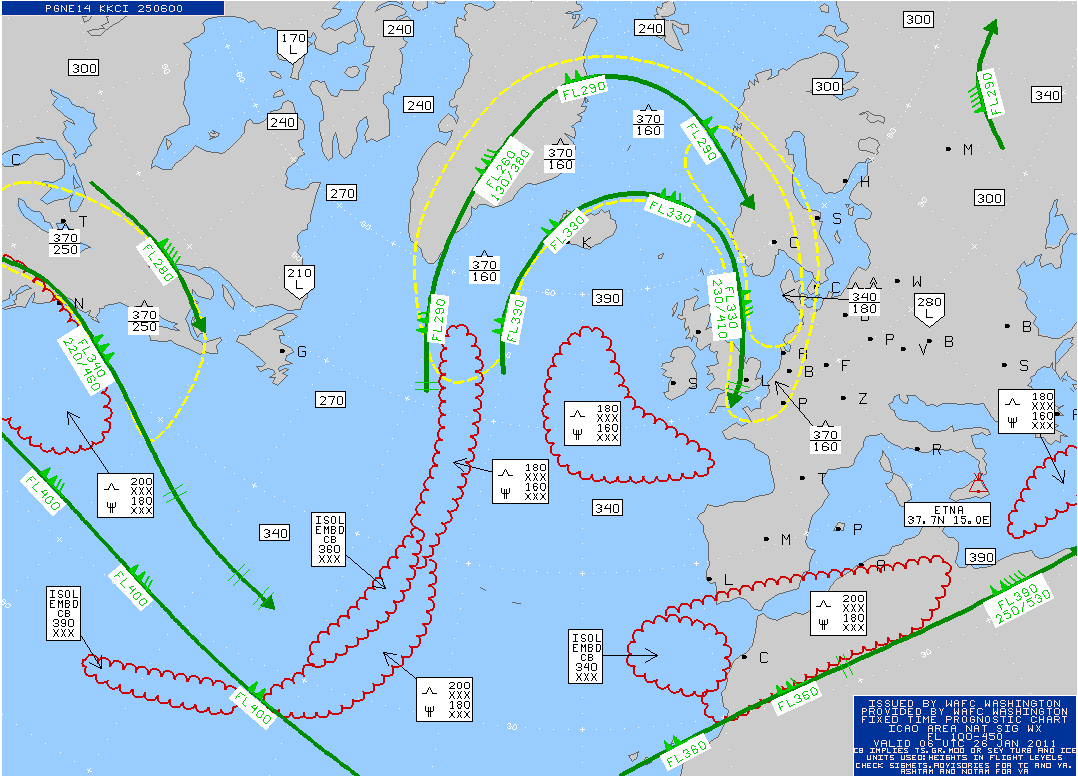 PGNE14 KKCI 250600
300
170
L
240
240
300
300
340
240
240
270
370
160
370
160
FL290
FL290
FL290
FL260
130/380
C
T
370
250
FL280
N
370
250
210
L
G
FL340
220/460
FL290
FL330
FL330
FL330
370
160
K
390
FL330
230/410
M
H
S
C
300
C
W
340
180
280
L
B
P
V
B
F
B
S
L
S
P
Z
370
160
270
180
XXX
160
XXX
180
XXX
160
XXX
180
XXX
160
XXX
R
T
ETNA
37.7N 15.0E
FL400
200
XXX
180
XXX
340
ISOL
EMBD
CB
360
XXX
340
P
M
A
L
390
FL390
250/590
FL400
ISOL
EMBD
CB
390
XXX
200
XXX
180
XXX
ISOL
EMBD
CB
340
XXX
C
200
XXX
180
XXX
FL400
FL360
FL380
30
30
60
ISSUED BY WAFC WASHINGTON
PROVIDED BY WAFC WASHINGTON
FIXED TIME PROGNOSTIC CHART
ICAO AREA NAT SIG WX
FL 100-450
VALID 06 UTC 26 JAN 2011
CB IMPLIES TS,GR,MOD OR SEV TURB AND ICE
UNITS USED:HEIGHTS IN FLIGHT LEVELS
CHECK SIGMETS,ADVISORIES FOR TC AND VA.
ASHTAM AND NOTAM FOR VA